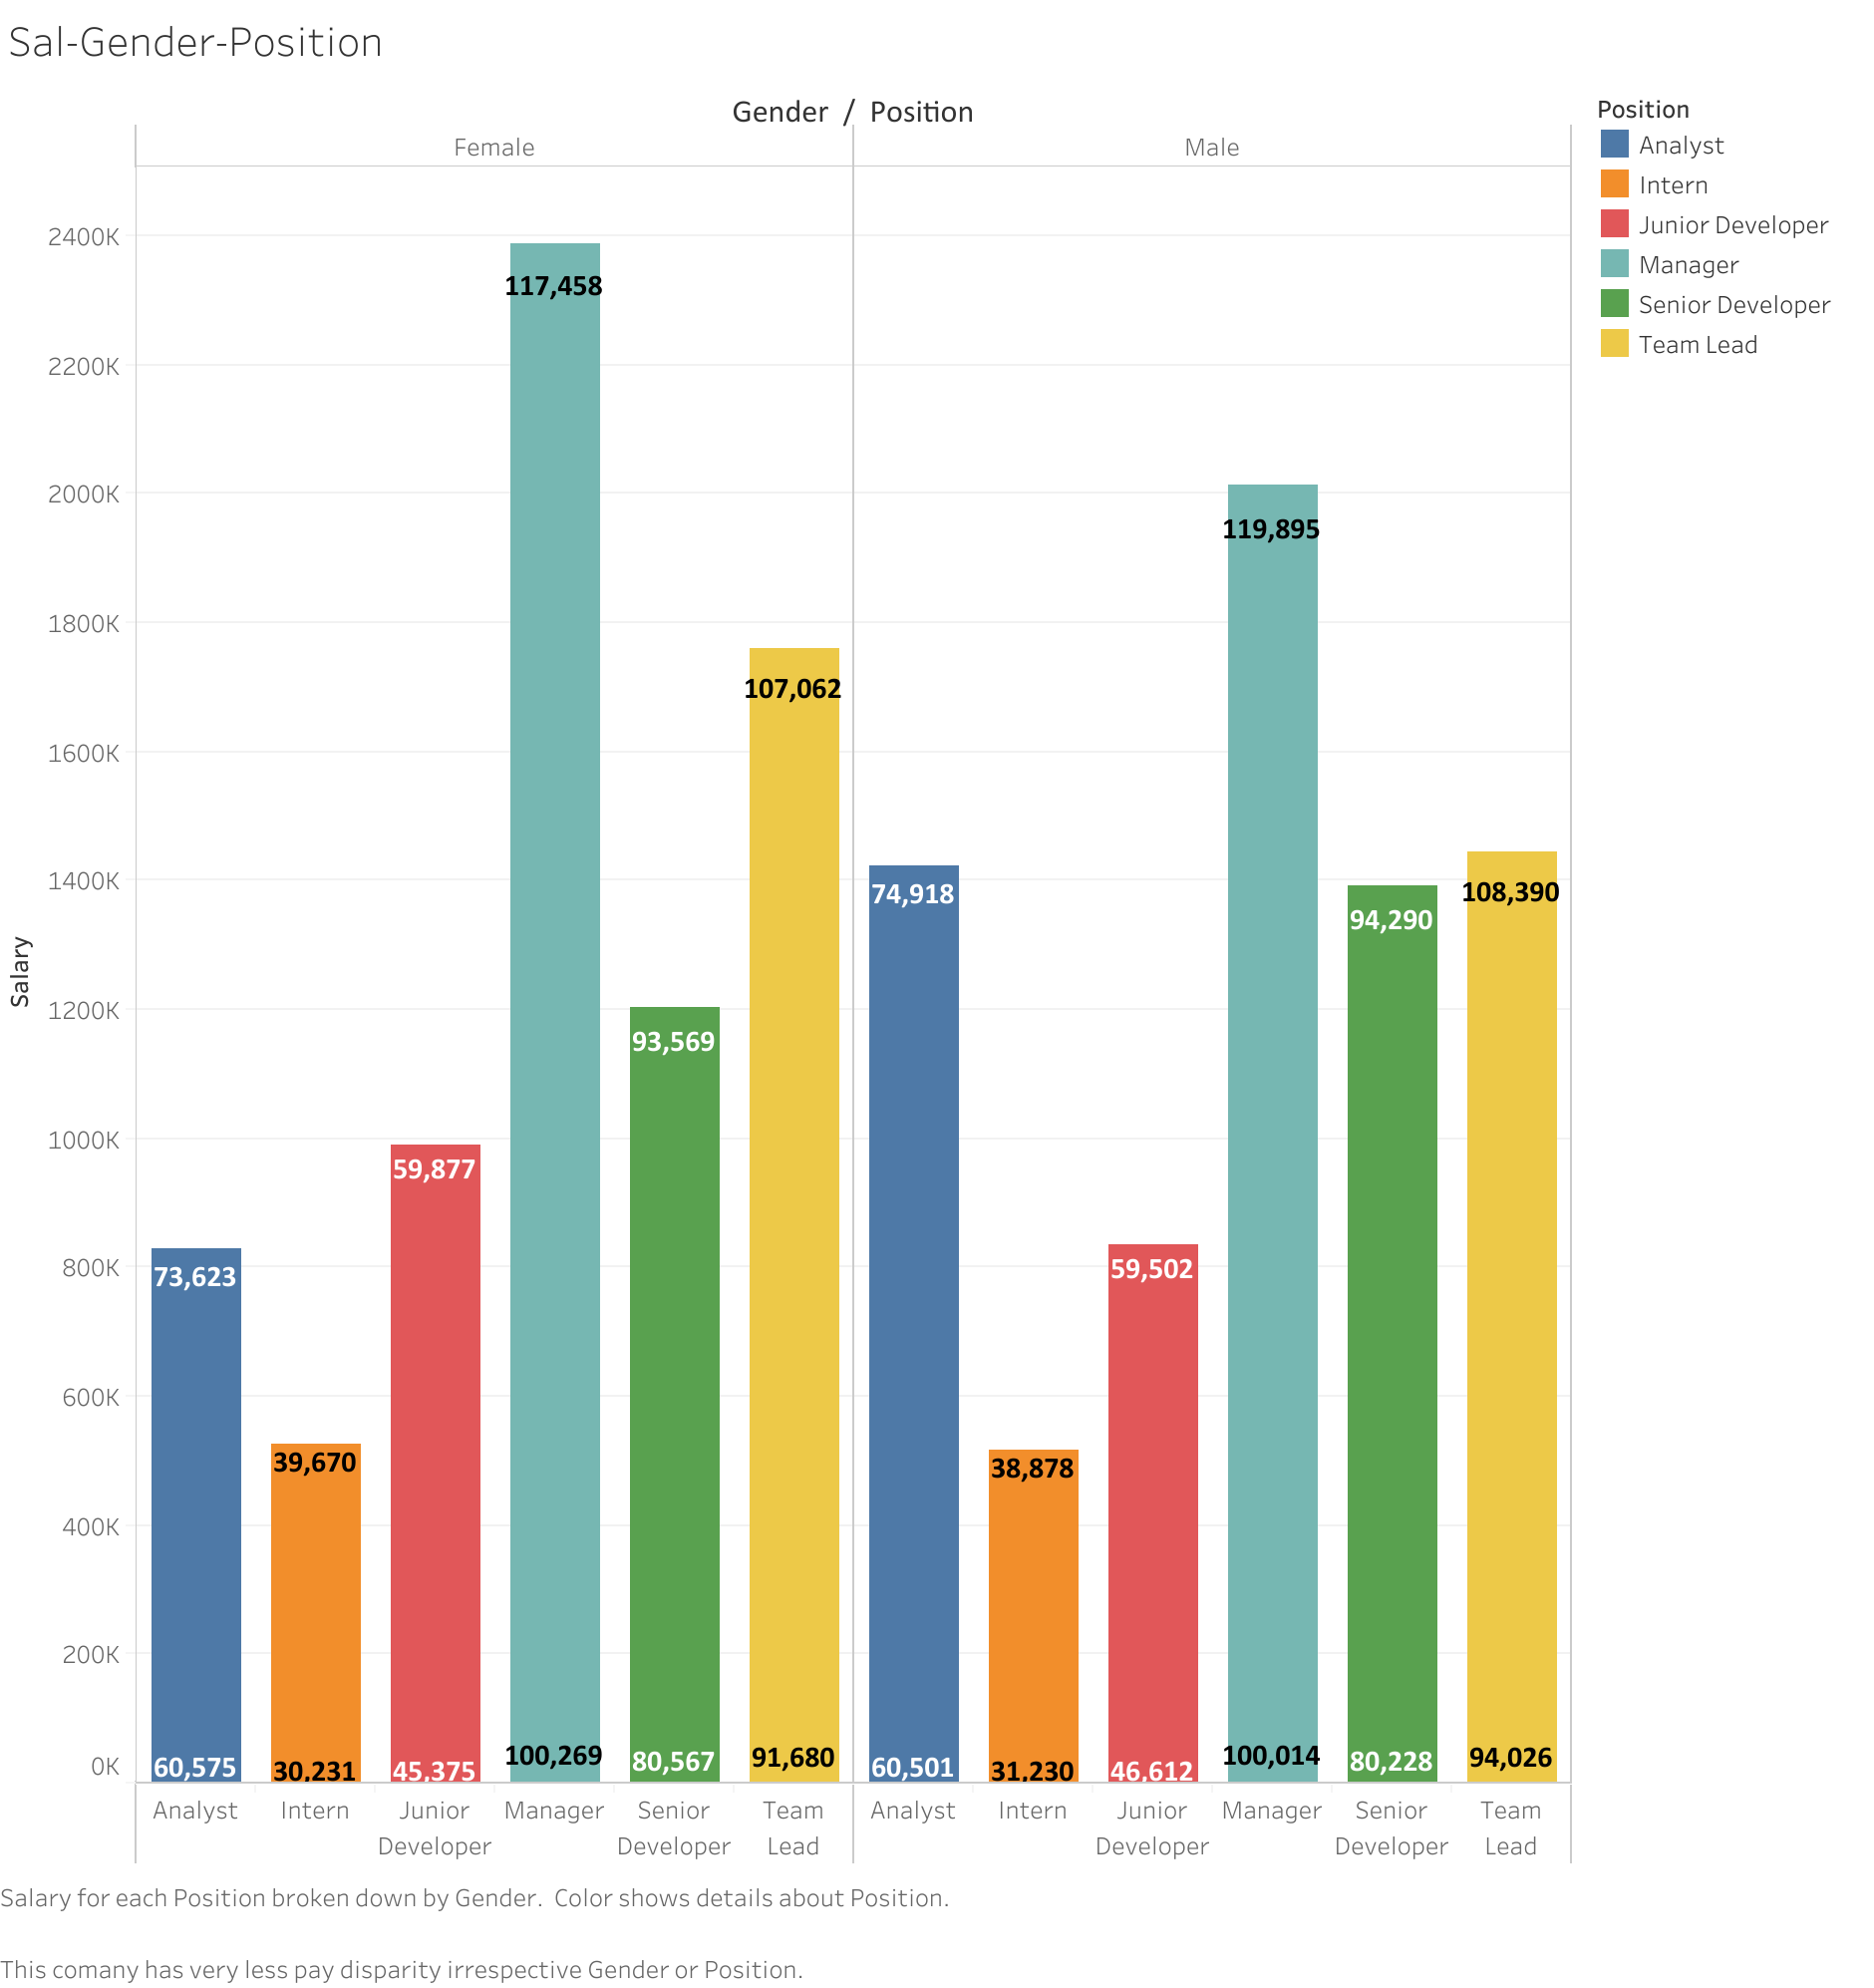 Sal-Gender-Position
Gender / Position
Female
Male
Position
Analyst
Intern
Junior Developer
Manager
Senior Developer
Team Lead
2400K
2200K
2000K
1800K
1600K
1400K
1200K
1000K
800K
600K
400K
200K
0K
Salary
73,623
39,670
59,877
117,458
93,569
107,062
74,918
38,878
59,502
119,895
94,290
108,390
60,575
30,231
45,375
100,269
80,567
91,680
60,501
31,230
46,612
100,014
80,228
94,026
Analyst
Intern
Junior
Developer
Manager
Senior
Developer
Team
Lead
Analyst
Intern
Junior
Developer
Manager
Senior
Developer
Team
Lead
Salary for each Position broken down by Gender.  Color shows details about Position.
This comany has very less pay disparity irrespective Gender or Position.